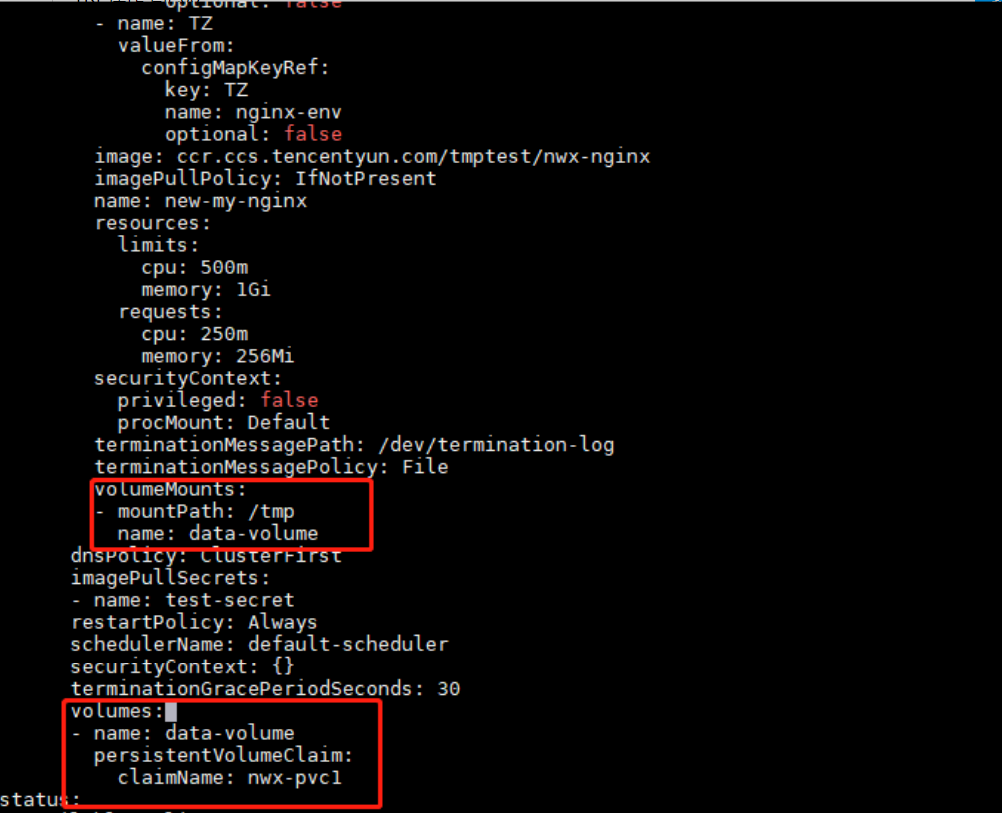 optional: false
- name: TZ
valueFrom:
configMapKeyRef:
key: TZ
name: nginx-env
optional: false
image: ccr.ccs.tencentyun.com/tmptest/nwx-nginx
imagePullPolicy: IfNotPresent
name: new-my-nginx
resources:
limits:
cpu: 500m
memory: 1Gi
requests:
cpu: 250m
memory: 256Mi
securityContext:
privileged: false
procMount: Default
terminationMessagePath: /dev/termination-log
terminationMessagePolicy: File
volumeMounts:
- mountPath: /tmp
name: data-volume
dnsPolicy: ClusterFirst
imagePullSecrets:
- name: test-secret
restartPolicy: Always
schedulerName: default-scheduler
securityContext: {}
terminationGracePeriodSeconds: 30
volumes:
- name: data-volume
persistentVolumeClaim:
claimName: nwx-pvc1
status: